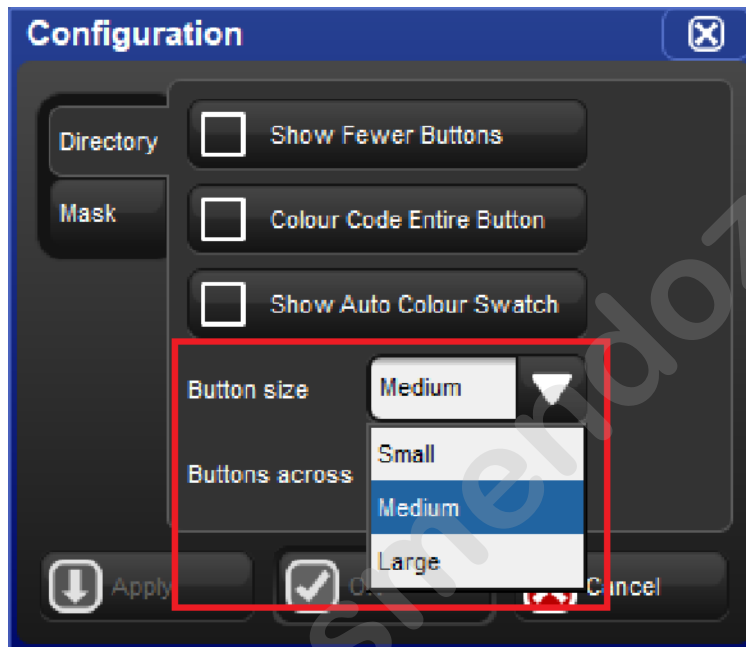 Configuration
Directory
Show Fewer Buttons
Mask
Colour Code Entire Button
Show Auto Colour Swatch
Button size
Medium
Small
Buttons across
Medium
Large
Apply
Cancel